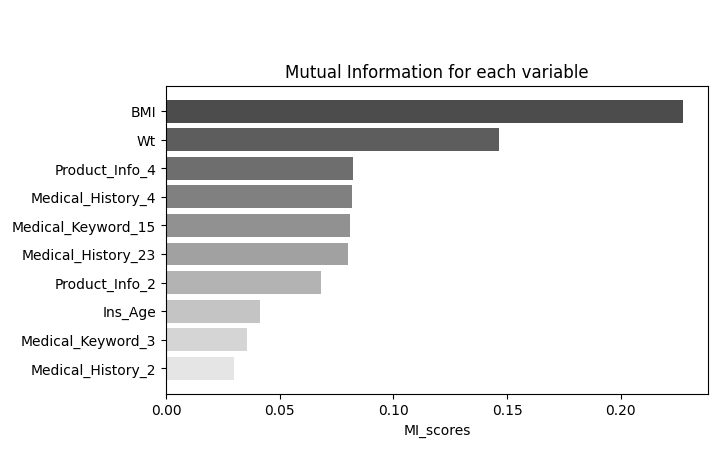 Mutual Information for each variable
BMI
Wt
Product_Info_4
Medical_History_4
Medical_Keyword_15
Medical_History_23
Product_Info_2
Ins_Age
Medical_Keyword_3
Medical_History_2
0.00 0.05 0.10 0.15 0.20
MI_scores